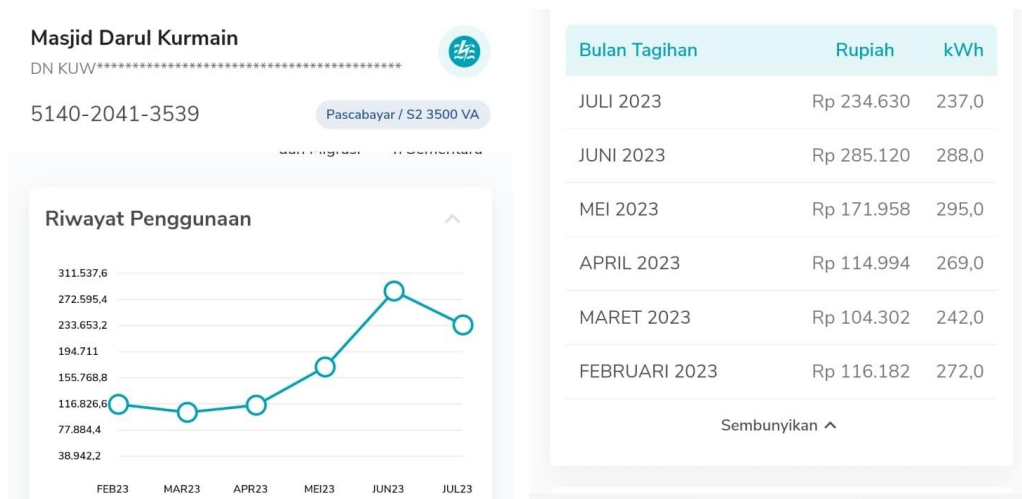 Masjid Darul Kurmain
DN KUW*******************************************
5140-2041-3539
Pascabayar / S2 3500 VA
Riwayat Penggunaan
311.537,6
272.595,4
233.653,2
194.711
155.768,8
116.826,6
77.884,4
38.942,2
FEB23 MAR23 APR23 MEI23 JUN23 JUL23
Bulan Tagihan Rupiah kWh
JULI 2023 Rp 234.630 237,0
JUNI 2023 Rp 285.120 288,0
MEI 2023 Rp 171.958 295,0
APRIL 2023 Rp 114.994 269,0
MARET 2023 Rp 104.302 242,0
FEBRUARI 2023 Rp 116.182 272,0
Sembunyikan